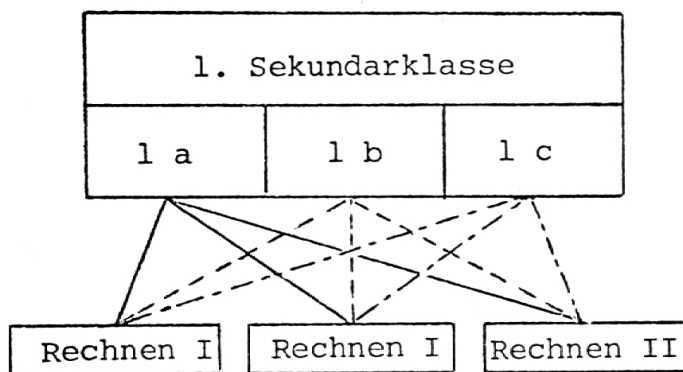 1. Sekundarklasse
1 a 1 b 1 c
Rechnen I Rechnen I Rechnen II